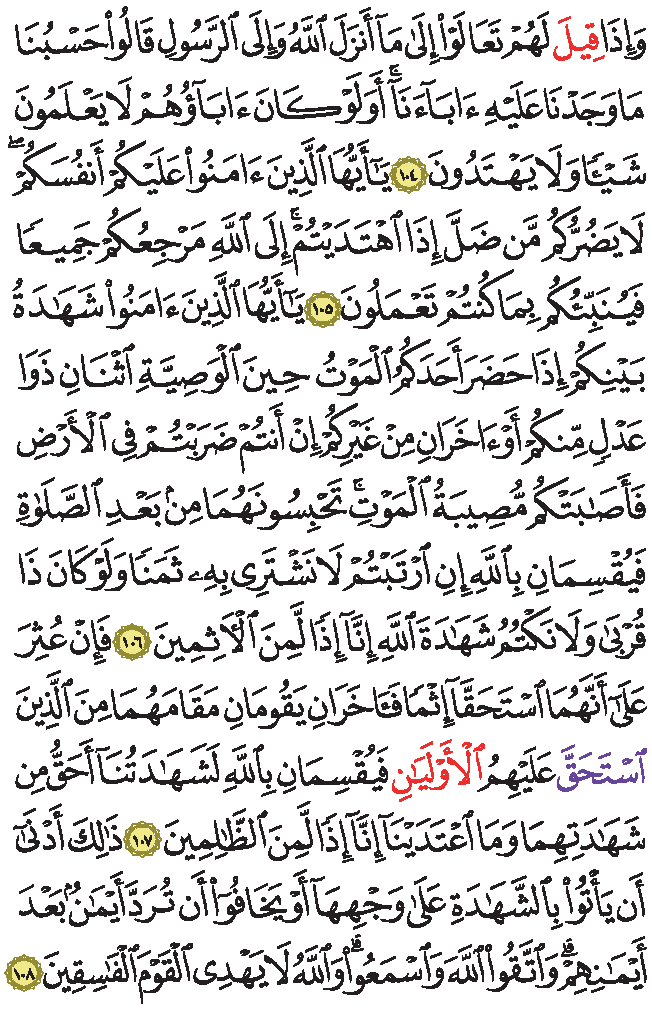 وَإِذَا قِيلَ لَهُمۡ تَعَالَوۡاْ إِلَىٰ مَآ أَنزَلَ ٱللَّهُ وَإِلَى ٱلرَّسُولِ قَالُواْ حَسۡبُنَا
مَا وَجَدۡنَا عَلَيۡهِ ءَابَآءَنَآۚ أَوَلَوۡ كَانَ ءَابَآؤُهُمۡ لَا يَعۡلَمُونَ
شَيۡـٔٗا وَلَا يَهۡتَدُونَ ١٠٤ يَـٰٓأَيُّهَا ٱلَّذِينَ ءَامَنُواْ عَلَيۡكُمۡ أَنفُسَكُمۡۖ
لَا يَضُرُّكُم مَّن ضَلَّ إِذَا ٱهۡتَدَيۡتُمۡۚ إِلَى ٱللَّهِ مَرۡجِعُكُمۡ جَمِيعٗا
فَيُنَبِّئُكُم بِمَا كُنتُمۡ تَعۡمَلُونَ ١٠٥ يَـٰٓأَيُّهَا ٱلَّذِينَ ءَامَنُواْ شَهَٰدَةُ
بَيۡنِكُمۡ إِذَا حَضَرَ أَحَدَكُمُ ٱلۡمَوۡتُ حِينَ ٱلۡوَصِيَّةِ ٱثۡنَانِ ذَوَا
عَدۡلٖ مِّنكُمۡ أَوۡ ءَاخَرَانِ مِنۡ غَيۡرِكُمۡ إِنۡ أَنتُمۡ ضَرَبۡتُمۡ فِي ٱلۡأَرۡضِ
فَأَصَٰبَتۡكُم مُّصِيبَةُ ٱلۡمَوۡتِۚ تَحۡبِسُونَهُمَا مِنۢ بَعۡدِ ٱلصَّلَوٰةِ
فَيُقۡسِمَانِ بِٱللَّهِ إِنِ ٱرۡتَبۡتُمۡ لَا نَشۡتَرِي بِهِۦ ثَمَنٗا وَلَوۡ كَانَ ذَا
قُرۡبَىٰ وَلَا نَكۡتُمُ شَهَٰدَةَ ٱللَّهِ إِنَّآ إِذٗا لَّمِنَ ٱلۡأٓثِمِينَ ١٠٦ فَإِنۡ عُثِرَ
عَلَىٰٓ أَنَّهُمَا ٱسۡتَحَقَّآ إِثۡمٗا فَـَٔاخَرَانِ يَقُومَانِ مَقَامَهُمَا مِنَ ٱلَّذِينَ
ٱسۡتَحَقَّ عَلَيۡهِمُ ٱلۡأَوۡلَيَٰنِ فَيُقۡسِمَانِ بِٱللَّهِ لَشَهَٰدَتُنَآ أَحَقُّ مِن
شَهَٰدَتِهِمَا وَمَا ٱعۡتَدَيۡنَآ إِنَّآ إِذٗا لَّمِنَ ٱلظَّٰلِمِينَ ١٠٧ ذَٰلِكَ أَدۡنَىٰٓ
أَن يَأۡتُواْ بِٱلشَّهَٰدَةِ عَلَىٰ وَجۡهِهَآ أَوۡ يَخَافُوٓاْ أَن تُرَدَّ أَيۡمَٰنُۢ بَعۡدَ
أَيۡمَٰنِهِمۡۗ وَٱتَّقُواْ ٱللَّهَ وَٱسۡمَعُواْۗ وَٱللَّهُ لَا يَهۡدِي ٱلۡقَوۡمَ ٱلۡفَٰسِقِينَ ١٠٨